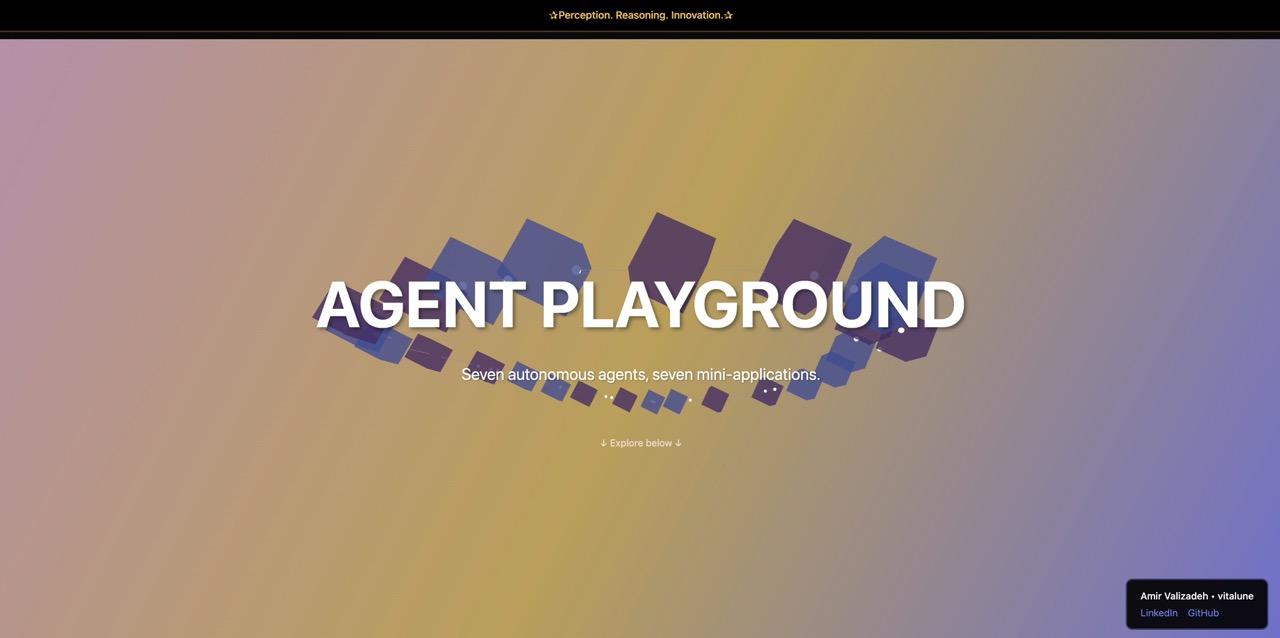 ✰Perception. Reasoning. Innovation.✰
AGENT PLAYGROUND
Seven autonomous agents, seven mini-applications.
↓ Explore below ↓
Amir Valizadeh • vitalune
LinkedIn GitHub